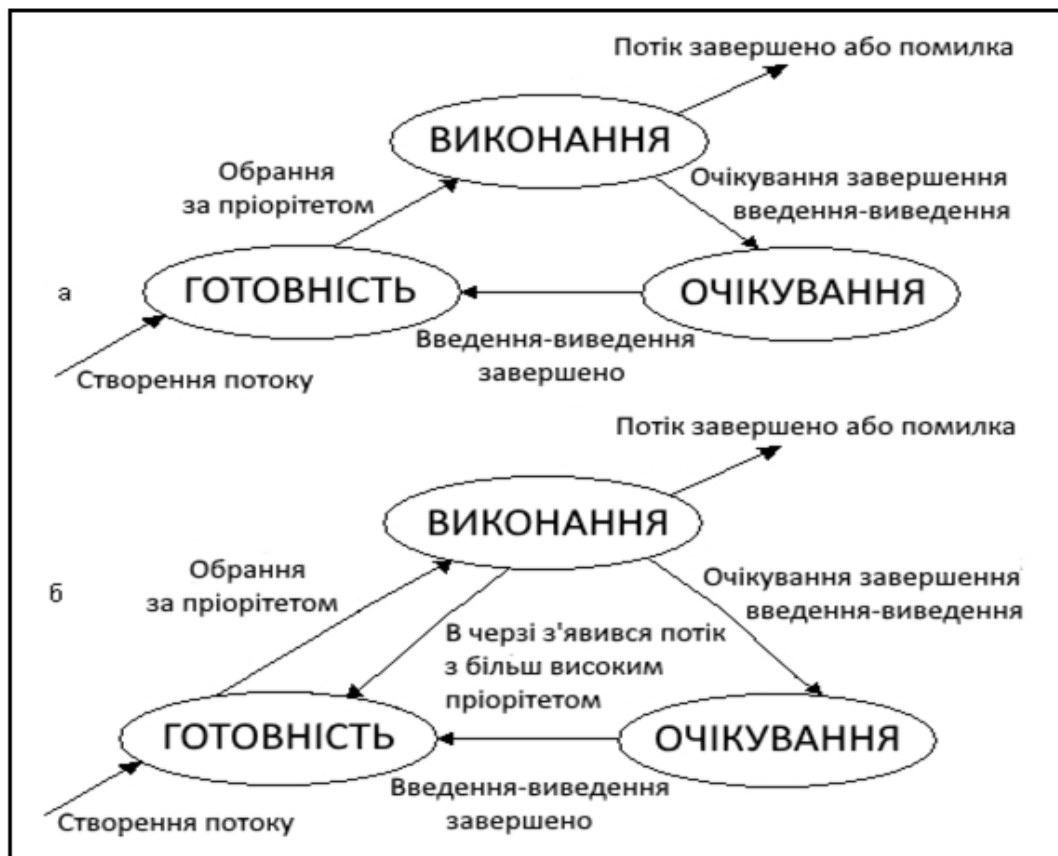 Потік завершено або помилка
ВИКОНАННЯ
Обрання
за пріорітетом
Очікування завершення
введення-виведення
а
ГОТОВНІСТЬ
ОЧІКУВАННЯ
Введення-виведення
завершено
Створення потоку
Потік завершено або помилка
ВИКОНАННЯ
Обрання
за пріорітетом
Очікування завершення
введення-виведення
б
В черзі з'явився потік
з більш високим
пріорітетом
ГОТОВНІСТЬ
ОЧІКУВАННЯ
Введення-виведення
завершено
Створення потоку